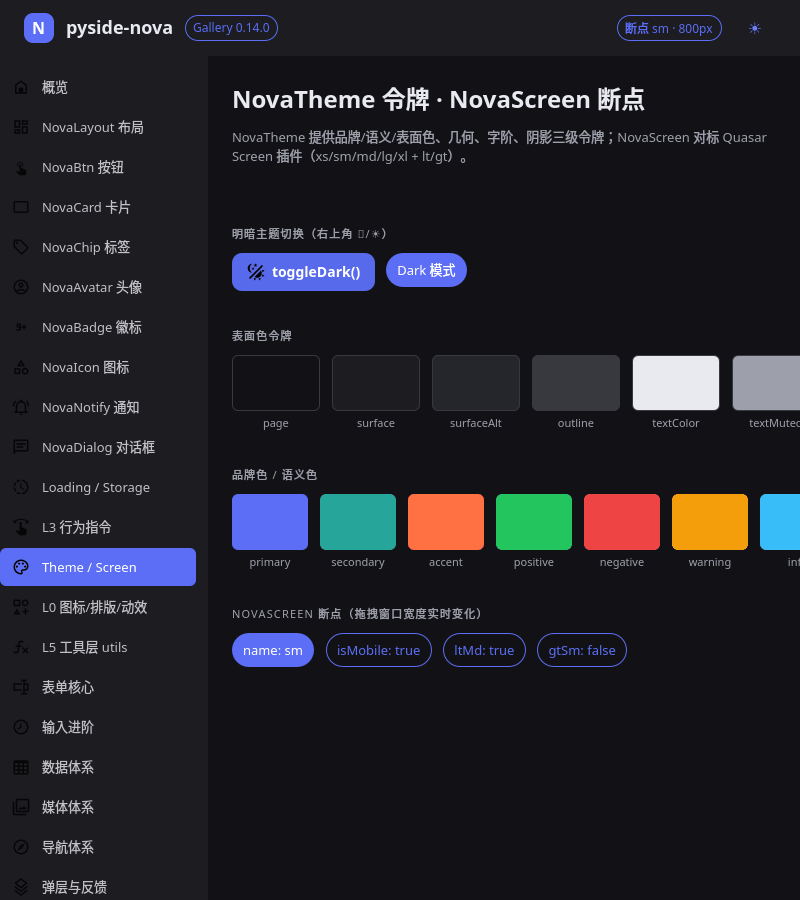 N pyside-nova Gallery 0.14.0 断点 sm · 800px ☀
概览
NovaLayout 布局
NovaBtn 按钮
NovaCard 卡片
NovaChip 标签
NovaAvatar 头像
9+ NovaBadge 徽标
NovaIcon 图标
NovaNotify 通知
NovaDialog 对话框
Loading / Storage
L3 行为指令
Theme / Screen
L0 图标/排版/动效
L5 工具层 utils
表单核心
输入进阶
数据体系
媒体体系
导航体系
弹层与反馈
NovaTheme 令牌 · NovaScreen 断点
NovaTheme 提供品牌/语义/表面色、几何、字阶、阴影三级令牌；NovaScreen 对标 Quasar
Screen 插件（xs/sm/md/lg/xl + lt/gt）。
明暗主题切换（右上角 /☀）
toggleDark() Dark 模式
表面色令牌
page surface surfaceAlt outline textColor textMuted
品牌色 / 语义色
primary secondary accent positive negative warning inf
NOVASCREEN 断点（拖拽窗口宽度实时变化）
name: sm isMobile: true ltMd: true gtSm: false